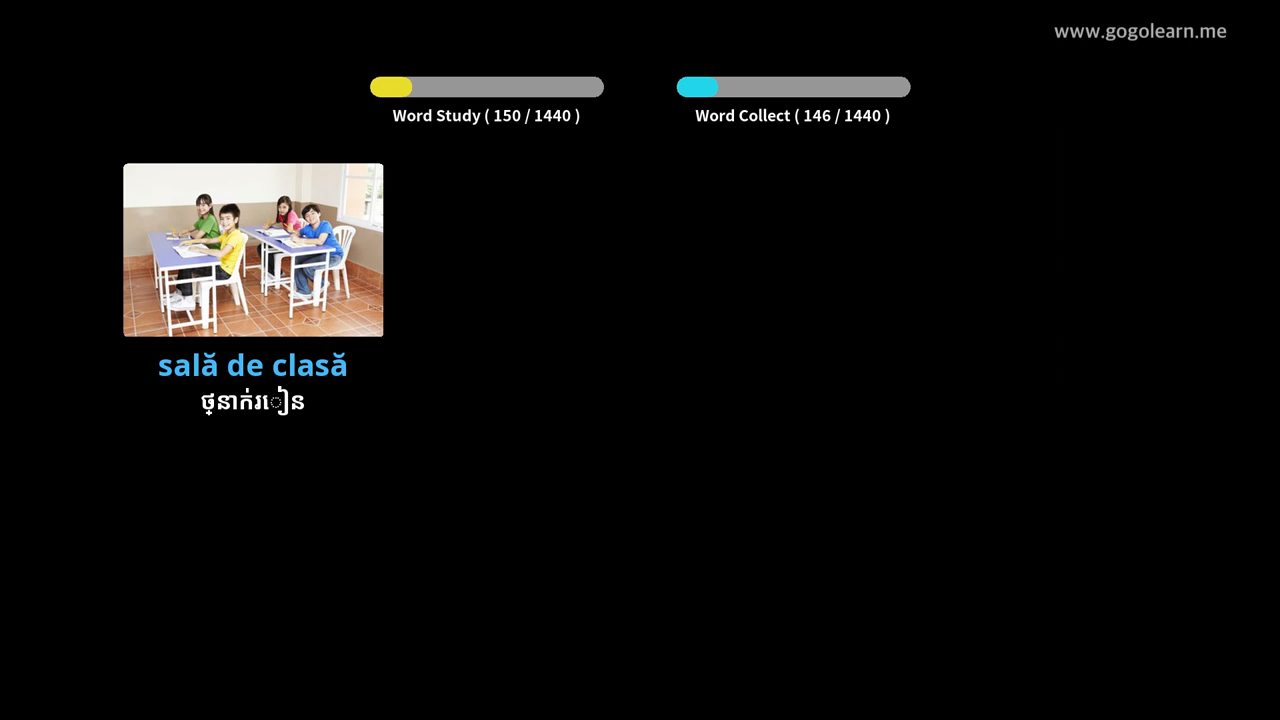 www.gogolearn.me
Word Study ( 150 / 1440 )
Word Collect ( 146 / 1440 )
sală de clasă
ថ្នាក់រៀន